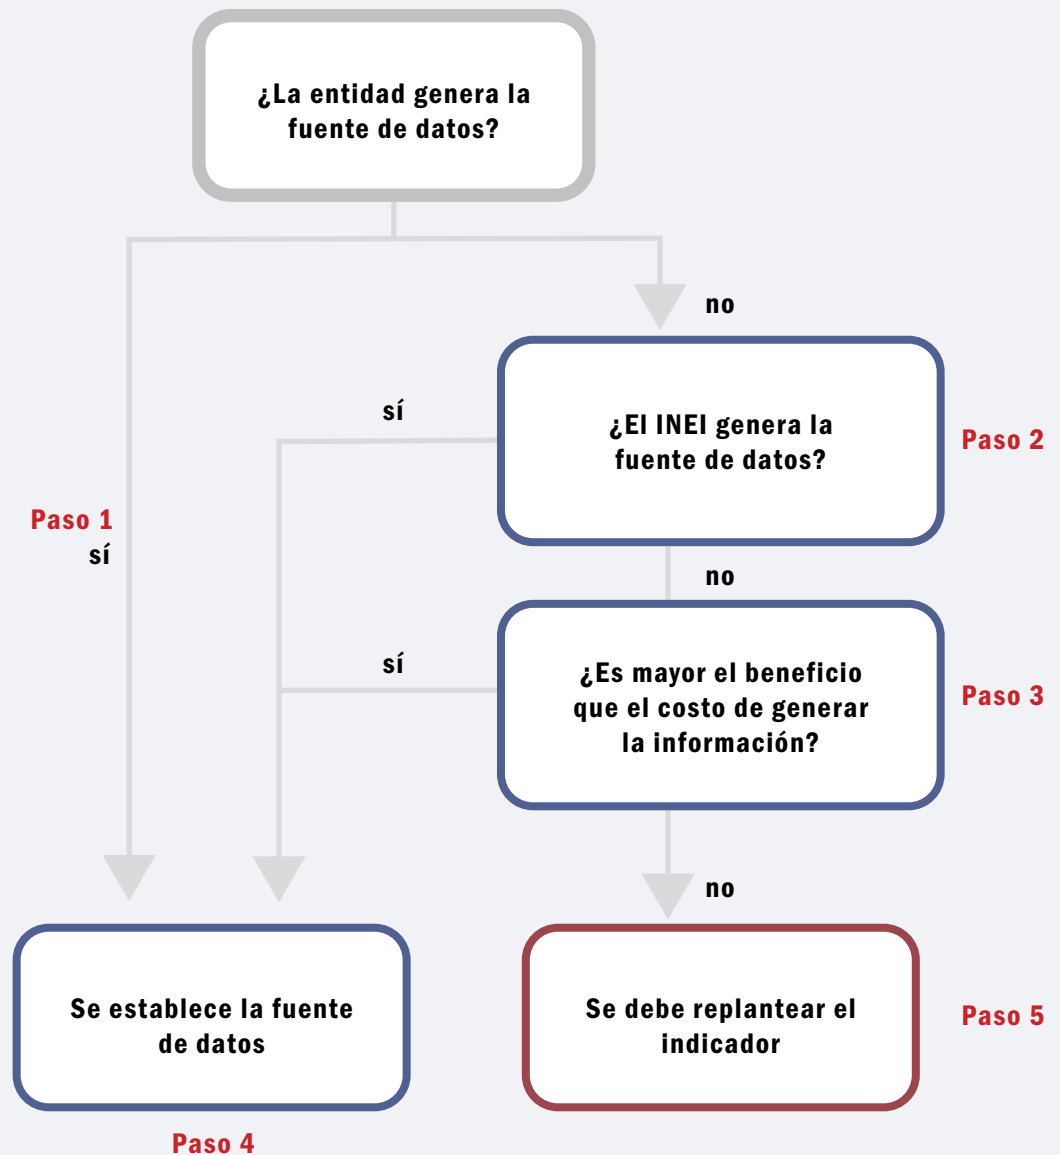 ¿La entidad genera la
fuente de datos?
no
sí
¿El INEI genera la
fuente de datos?
Paso 2
Paso 1
sí
no
sí
¿Es mayor el beneficio
que el costo de generar
la información?
Paso 3
no
Se establece la fuente
de datos
Se debe replantear el
indicador
Paso 5
Paso 4